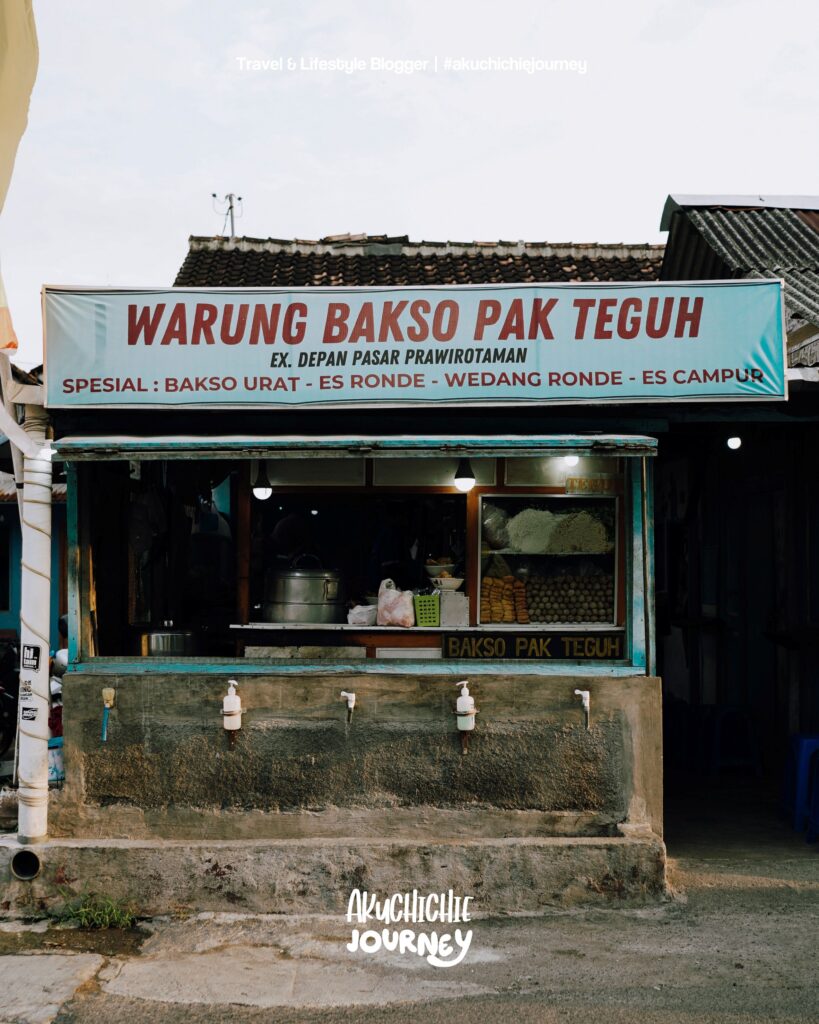 Travel & Lifestyle Blogger | #akuchichiejourney
WARUNG BAKSO PAK TEGUH
EX. DEPAN PASAR PRAWIROTAMAN
SPESIAL : BAKSO URAT - ES RONDE - WEDANG RONDE - ES CAMPUR
TEGUH
BAKSO PAK TEGUH
AKUCHICHIE
JOURNEY